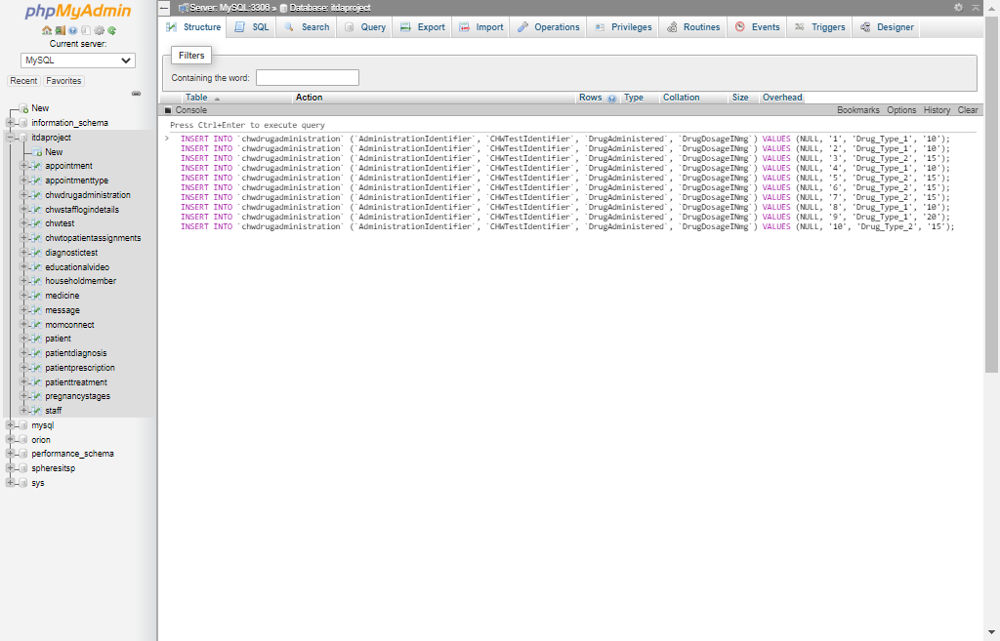 phpMyAdmin
Current server:
MySQL
Recent Favorites
New
information_schema
itdaproject
New
appointment
appointmenttype
chwdrugadministration
chwstafflogindetails
chwtest
chwtopatientassignments
diagnostictest
educationalvideo
householdmember
medicine
message
momconnect
patient
patientdiagnosis
patientprescription
patienttreatment
pregnancystages
staff
mysql
orion
performance_schema
spheresitsp
sys
Server: MySQL:3308 » Database: itdaproject
Structure SQL Search Query Export Import Operations Privileges Routines Events Triggers Designer
Filters
Containing the word:
Table Action Rows Type Collation Size Overhead
Console Bookmarks Options History Clear
Press Ctrl+Enter to execute query
> INSERT INTO `chwdrugadministration` (`AdministrationIdentifier`, `CHWTestIdentifier`, `DrugAdministered`, `DrugDosageINmg`) VALUES (NULL, '1', 'Drug_Type_1', '10');
INSERT INTO `chwdrugadministration` (`AdministrationIdentifier`, `CHWTestIdentifier`, `DrugAdministered`, `DrugDosageINmg`) VALUES (NULL, '2', 'Drug_Type_1', '10');
INSERT INTO `chwdrugadministration` (`AdministrationIdentifier`, `CHWTestIdentifier`, `DrugAdministered`, `DrugDosageINmg`) VALUES (NULL, '3', 'Drug_Type_2', '15');
INSERT INTO `chwdrugadministration` (`AdministrationIdentifier`, `CHWTestIdentifier`, `DrugAdministered`, `DrugDosageINmg`) VALUES (NULL, '4', 'Drug_Type_1', '10');
INSERT INTO `chwdrugadministration` (`AdministrationIdentifier`, `CHWTestIdentifier`, `DrugAdministered`, `DrugDosageINmg`) VALUES (NULL, '5', 'Drug_Type_2', '15');
INSERT INTO `chwdrugadministration` (`AdministrationIdentifier`, `CHWTestIdentifier`, `DrugAdministered`, `DrugDosageINmg`) VALUES (NULL, '6', 'Drug_Type_2', '15');
INSERT INTO `chwdrugadministration` (`AdministrationIdentifier`, `CHWTestIdentifier`, `DrugAdministered`, `DrugDosageINmg`) VALUES (NULL, '7', 'Drug_Type_2', '15');
INSERT INTO `chwdrugadministration` (`AdministrationIdentifier`, `CHWTestIdentifier`, `DrugAdministered`, `DrugDosageINmg`) VALUES (NULL, '8', 'Drug_Type_1', '10');
INSERT INTO `chwdrugadministration` (`AdministrationIdentifier`, `CHWTestIdentifier`, `DrugAdministered`, `DrugDosageINmg`) VALUES (NULL, '9', 'Drug_Type_1', '20');
INSERT INTO `chwdrugadministration` (`AdministrationIdentifier`, `CHWTestIdentifier`, `DrugAdministered`, `DrugDosageINmg`) VALUES (NULL, '10', 'Drug_Type_2', '15');